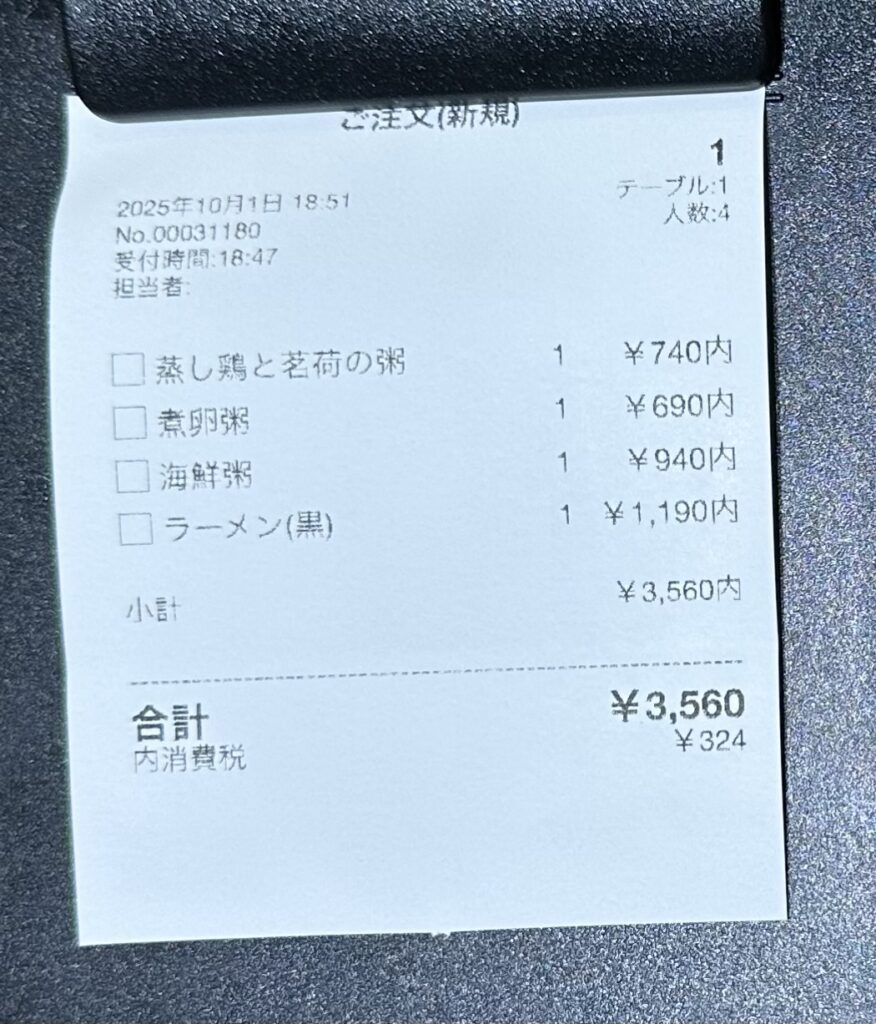 ご注文(新規)
1
テーブル:1
人数:4
2025年10月1日 18:51
No.00031180
受付時間:18:47
担当者:
蒸し鶏と茗荷の粥 1 ¥740内
煮卵粥 1 ¥690内
海鮮粥 1 ¥940内
ラーメン(黒) 1 ¥1,190内
小計 ¥3,560内
合計 ¥3,560
内消費税 ¥324